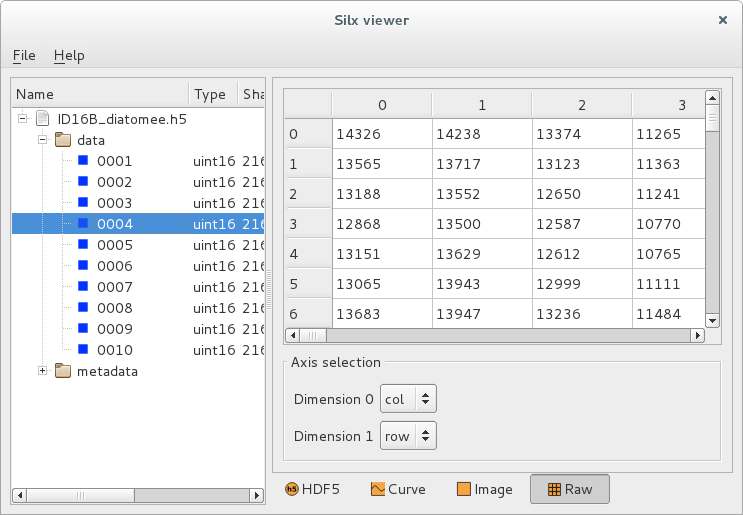 Silx viewer
File Help
Name Type Sha
ID16B_diatomee.h5
data
0001 uint16 216
0002 uint16 216
0003 uint16 216
0004 uint16 216
0005 uint16 216
0006 uint16 216
0007 uint16 216
0008 uint16 216
0009 uint16 216
0010 uint16 216
metadata
0 1 2 3
0 14326 14238 13374 11265
1 13565 13717 13123 11363
2 13188 13552 12650 11241
3 12868 13500 12587 10770
4 13151 13629 12612 10765
5 13065 13943 12999 11111
6 13683 13947 13236 11484
Axis selection
Dimension 0 col
Dimension 1 row
h5 HDF5 Curve Image Raw